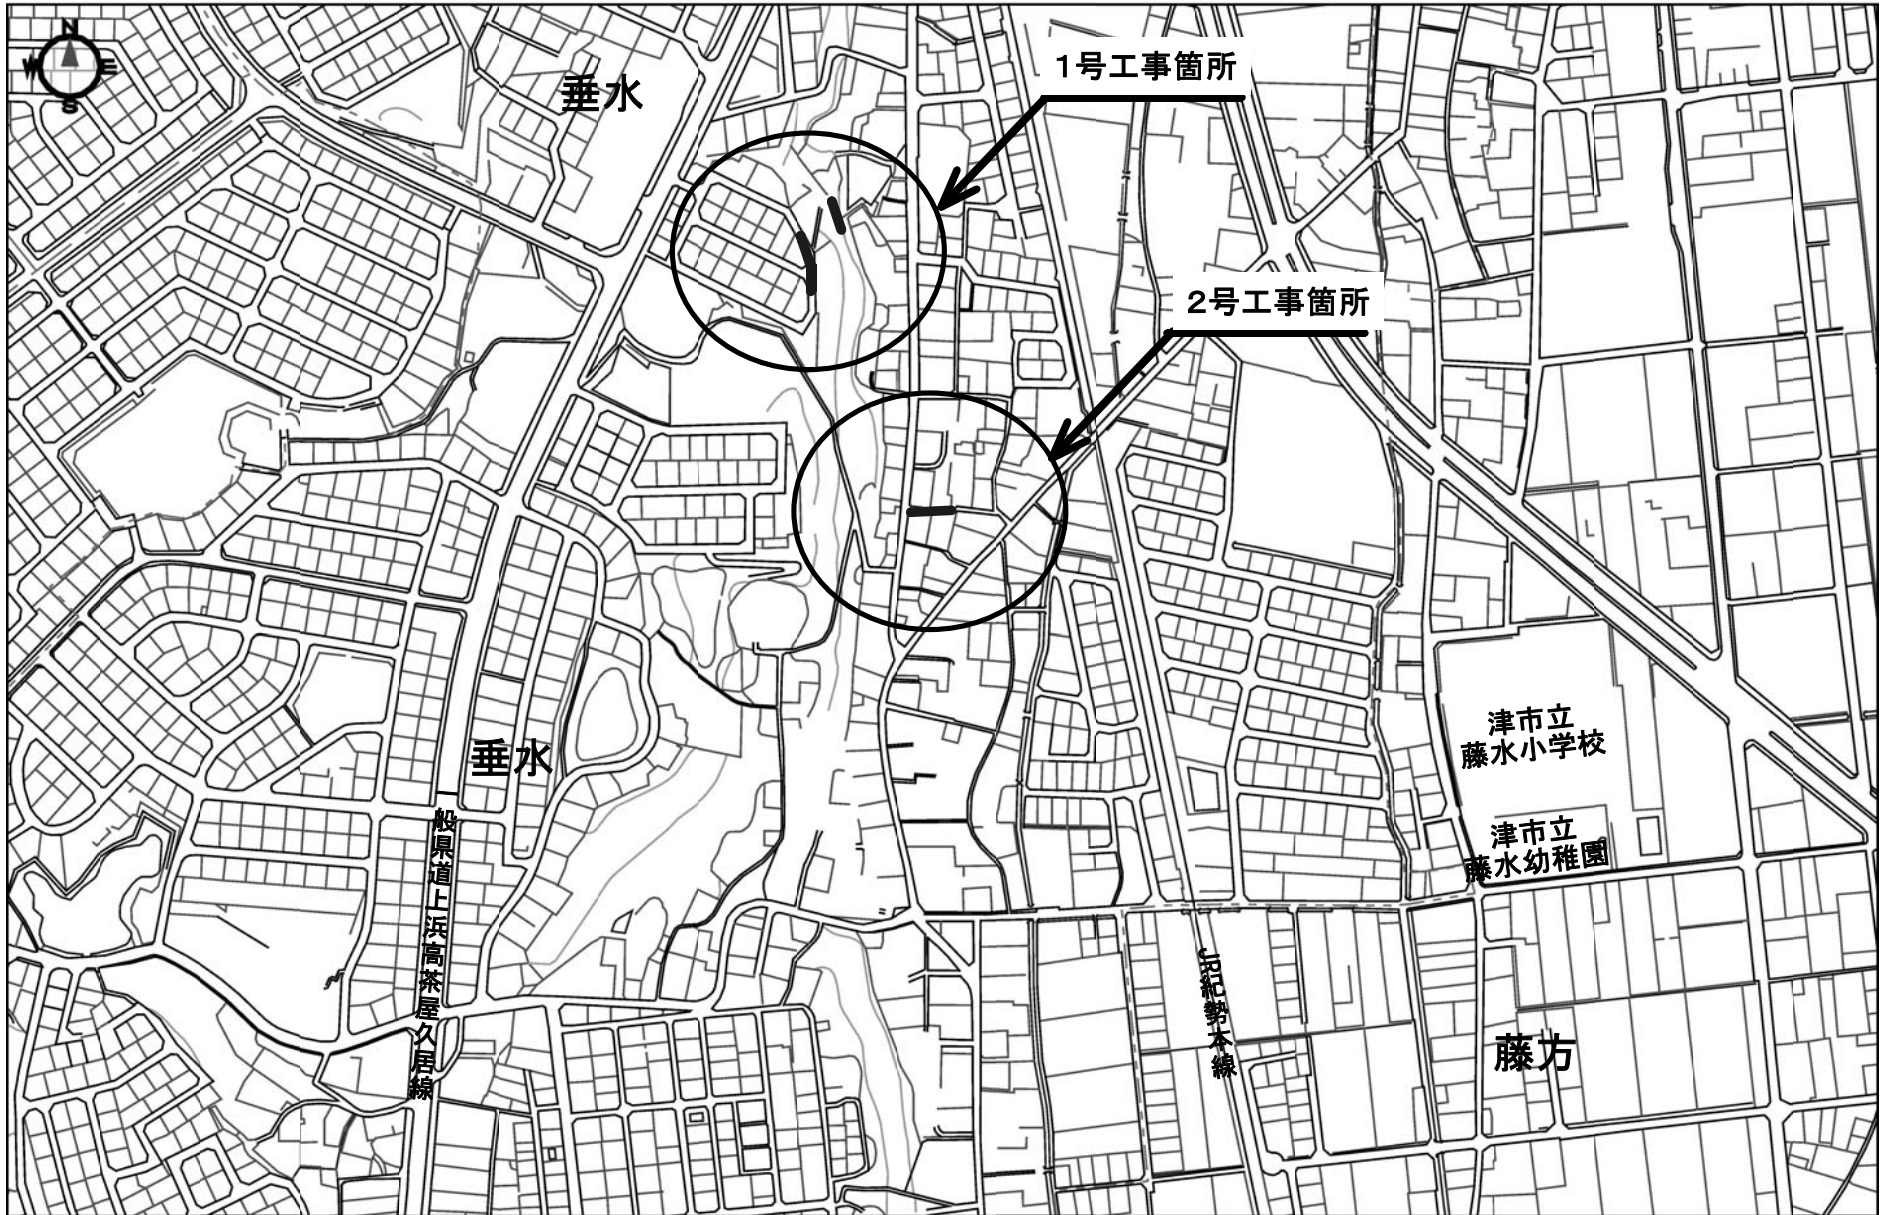 N
W
E
S
垂水
1号工事箇所
2号工事箇所
津市立
藤水小学校
垂水
津市立
藤水幼稚園
一般県道上浜高茶屋久居線
JR紀勢本線
藤方